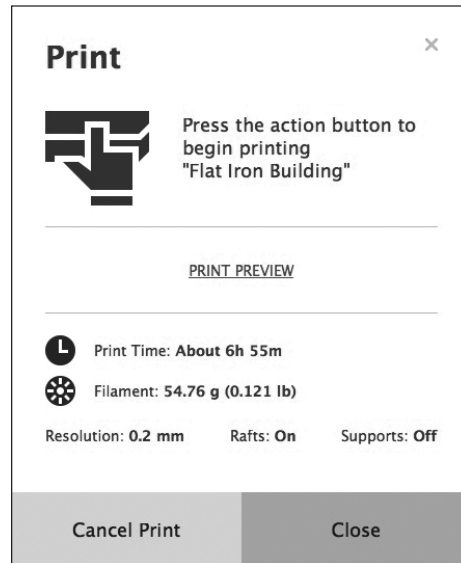 Print
×
Press the action button to
begin printing
"Flat Iron Building"
PRINT PREVIEW
Print Time: About 6h 55m
Filament: 54.76 g (0.121 lb)
Resolution: 0.2 mm Rafts: On Supports: Off
Cancel Print Close